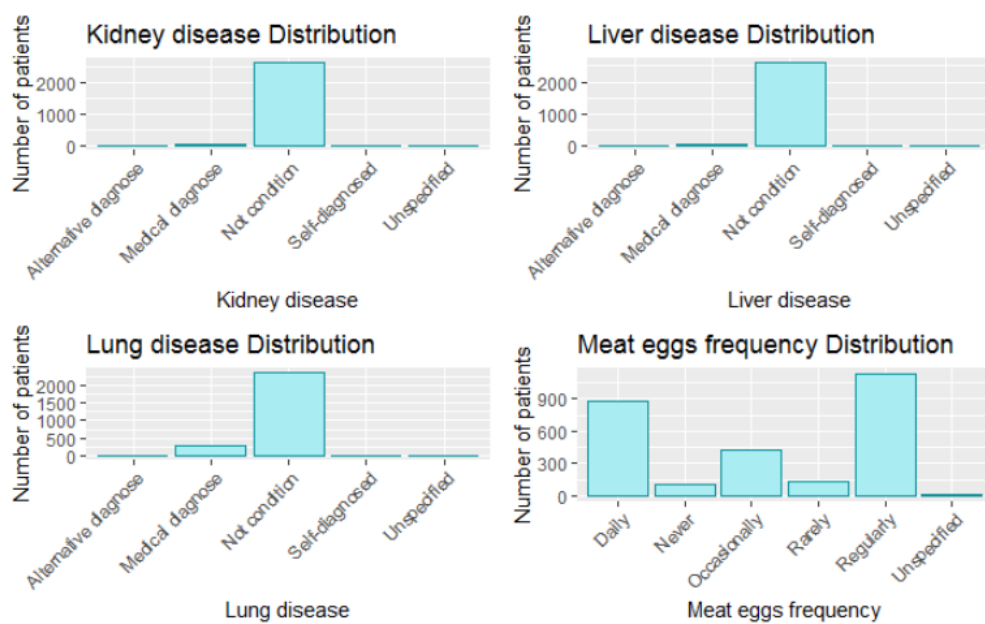 Kidney disease Distribution
Number of patients
2000
1000
0
Alternative diagnose
Medical diagnose
Not condition
Self-diagnosed
Unspecified
Kidney disease
Liver disease Distribution
Number of patients
2000
1000
0
Alternative diagnose
Medical diagnose
Not condition
Self-diagnosed
Unspecified
Liver disease
Lung disease Distribution
Number of patients
2000
1500
1000
500
0
Alternative diagnose
Medical diagnose
Not condition
Self-diagnosed
Unspecified
Lung disease
Meat eggs frequency Distribution
Number of patients
900
600
300
0
Daily
Never
Occasionally
Rarely
Regularly
Unspecified
Meat eggs frequency